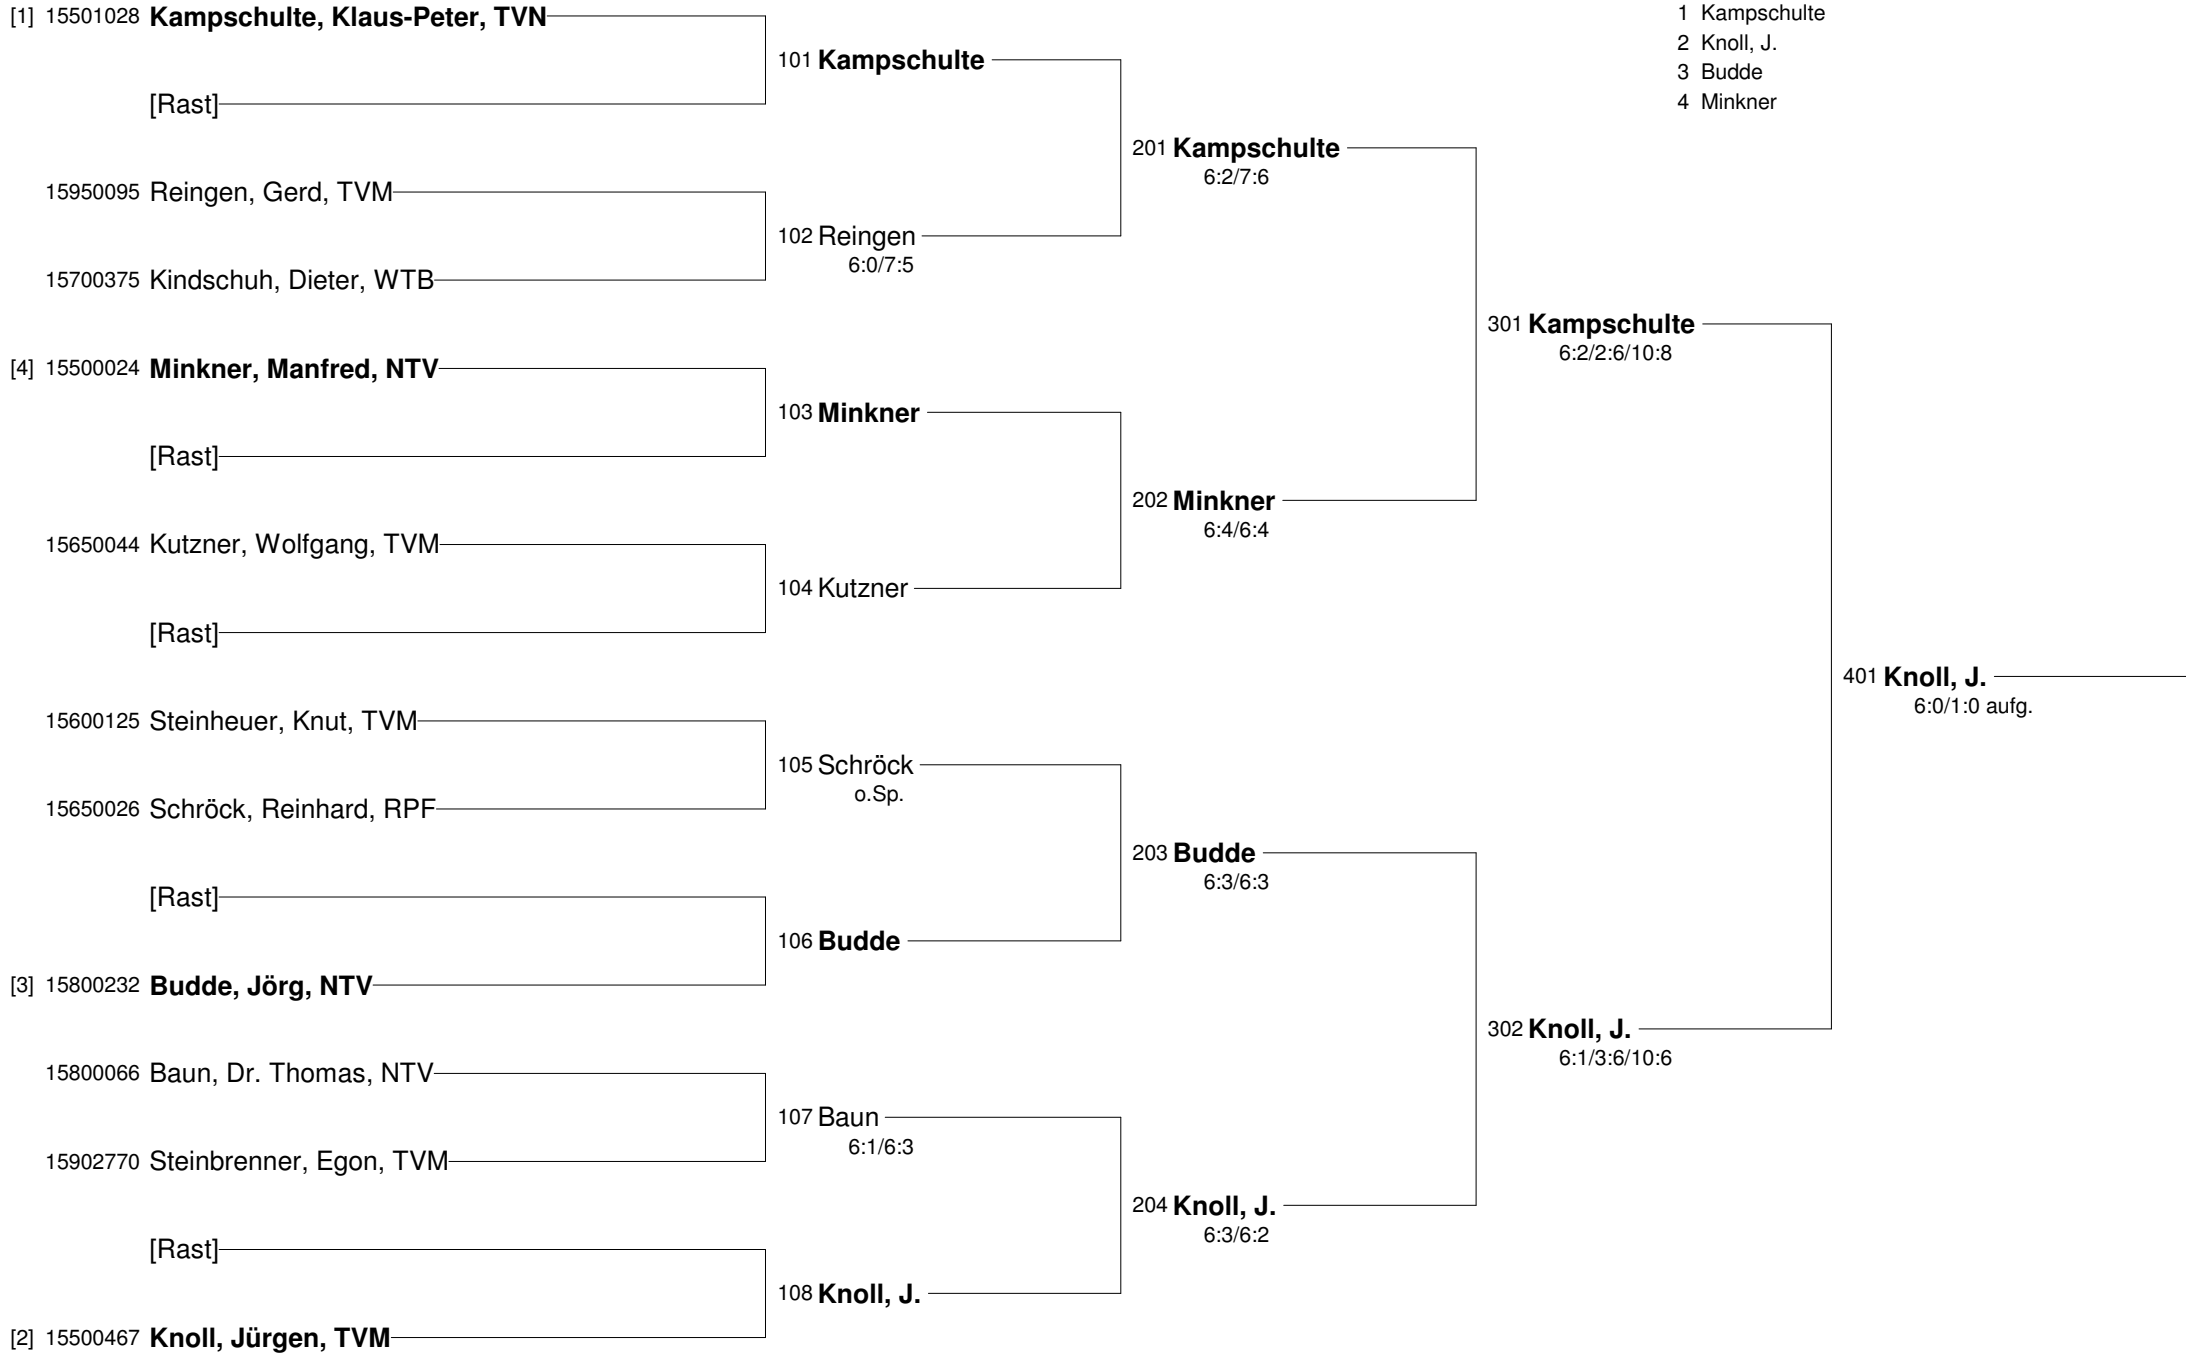 [1] 15501028 Kampschulte, Klaus-Peter, TVN
1 Kampschulte
2 Knoll, J.
3 Budde
4 Minkner
101 Kampschulte
[Rast]
201 Kampschulte
6:2/7:6
15950095 Reingen, Gerd, TVM
102 Reingen
6:0/7:5
15700375 Kindschuh, Dieter, WTB
301 Kampschulte
6:2/2:6/10:8
[4] 15500024 Minkner, Manfred, NTV
103 Minkner
[Rast]
202 Minkner
6:4/6:4
15650044 Kutzner, Wolfgang, TVM
104 Kutzner
[Rast]
401 Knoll, J.
6:0/1:0 aufg.
15600125 Steinheuer, Knut, TVM
105 Schröck
o.Sp.
15650026 Schröck, Reinhard, RPF
203 Budde
6:3/6:3
[Rast]
106 Budde
[3] 15800232 Budde, Jörg, NTV
302 Knoll, J.
6:1/3:6/10:6
15800066 Baun, Dr. Thomas, NTV
107 Baun
6:1/6:3
15902770 Steinbrenner, Egon, TVM
204 Knoll, J.
6:3/6:2
[Rast]
108 Knoll, J.
[2] 15500467 Knoll, Jürgen, TVM